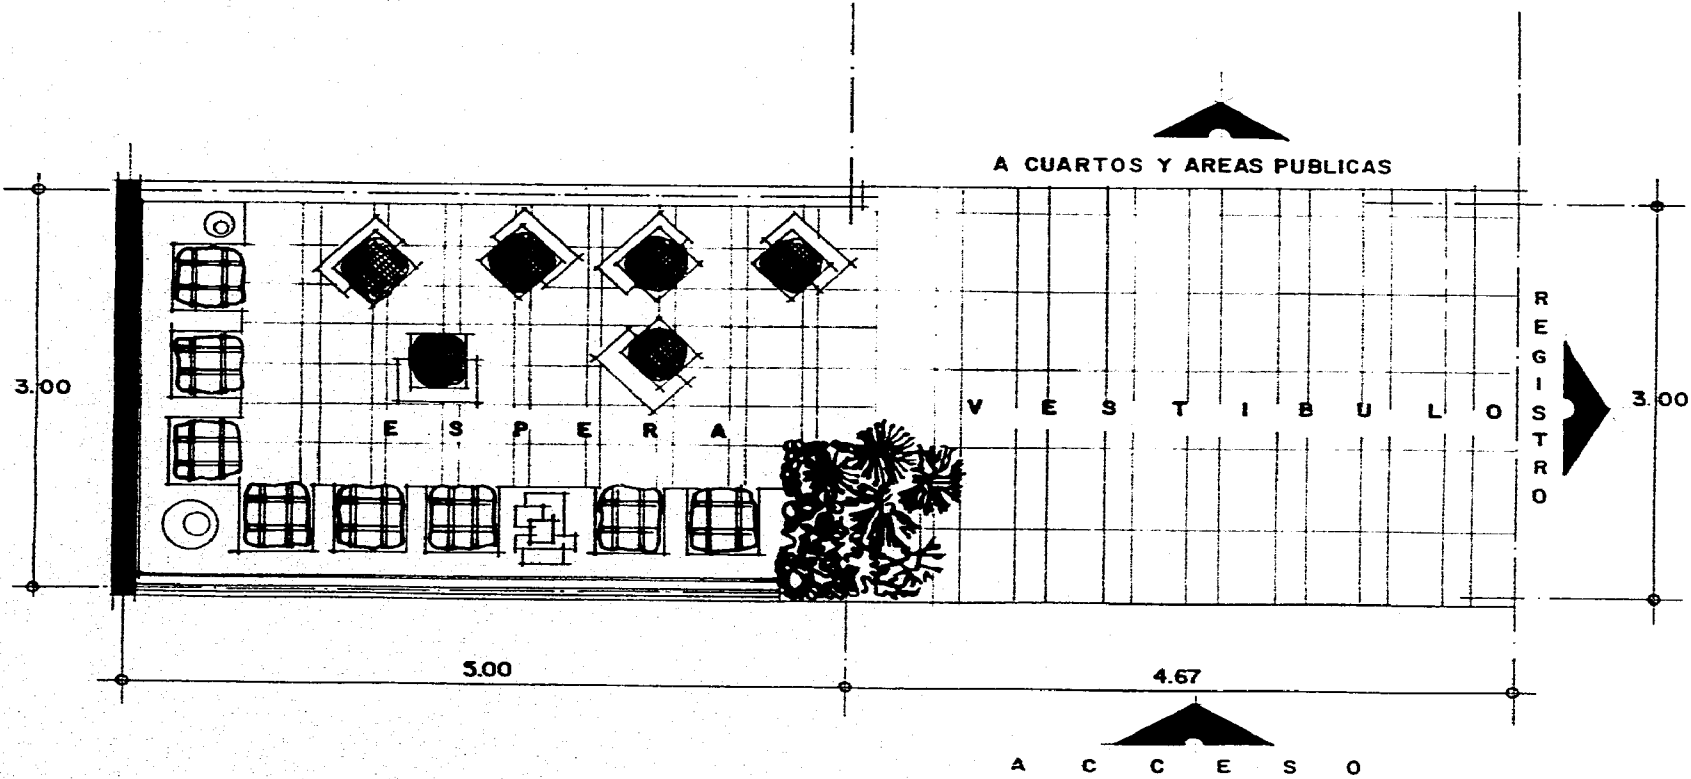 A CUARTOS Y AREAS PUBLICAS
REGISTRO
3.00
3.00
VESTIBULO
ESPERA
5.00
4.67
ACCESO